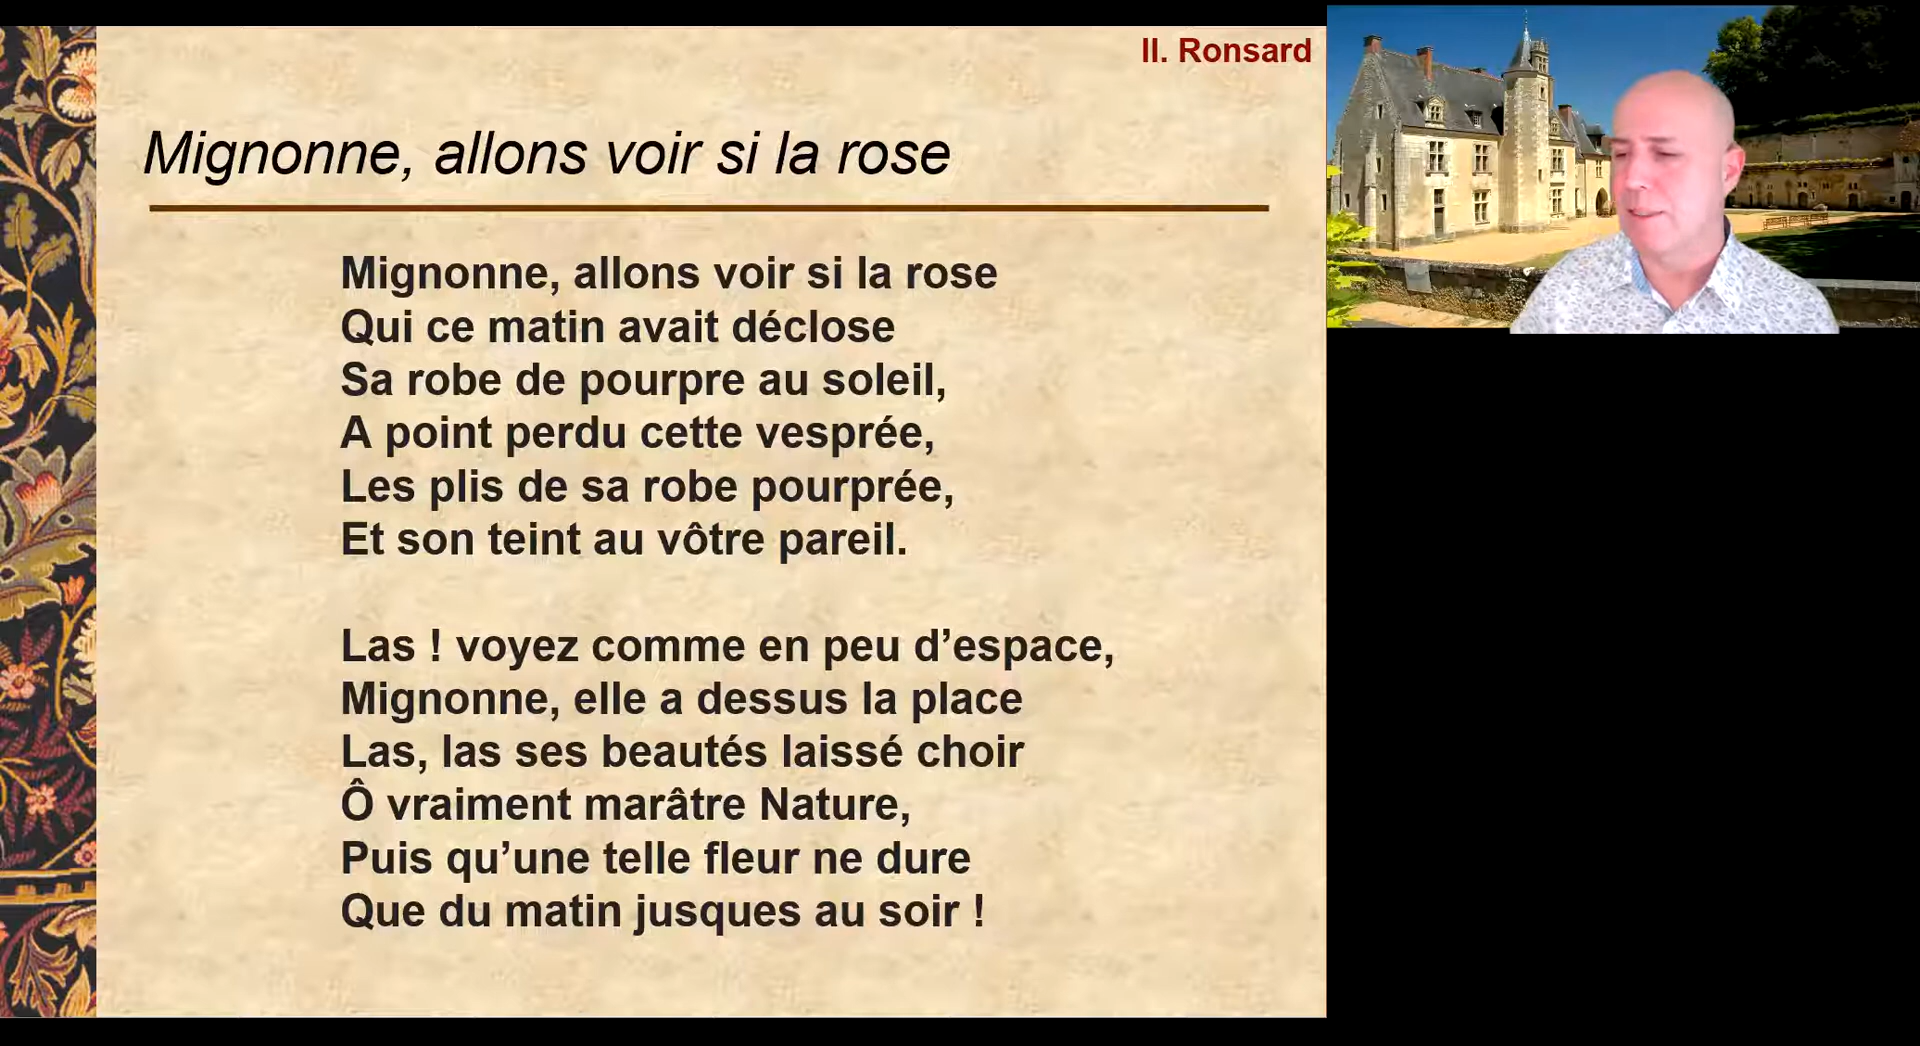 II. Ronsard
Mignonne, allons voir si la rose
Mignonne, allons voir si la rose
Qui ce matin avait déclose
Sa robe de pourpre au soleil,
A point perdu cette vesprée,
Les plis de sa robe pourprée,
Et son teint au vôtre pareil.
Las ! voyez comme en peu d’espace,
Mignonne, elle a dessus la place
Las, las ses beautés laissé choir
Ô vraiment marâtre Nature,
Puis qu’une telle fleur ne dure
Que du matin jusques au soir !